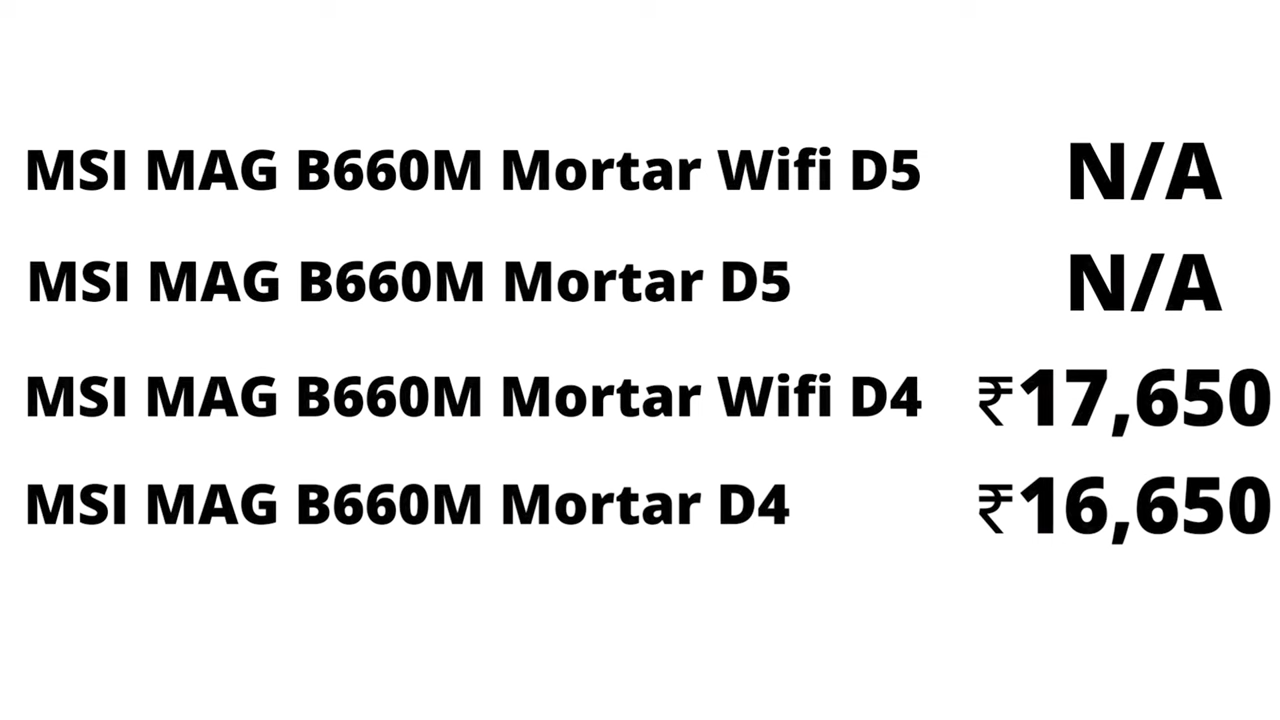 MSI MAG B660M Mortar Wifi D5 N/A
MSI MAG B660M Mortar D5 N/A
MSI MAG B660M Mortar Wifi D4 ₹17,650
MSI MAG B660M Mortar D4 ₹16,650